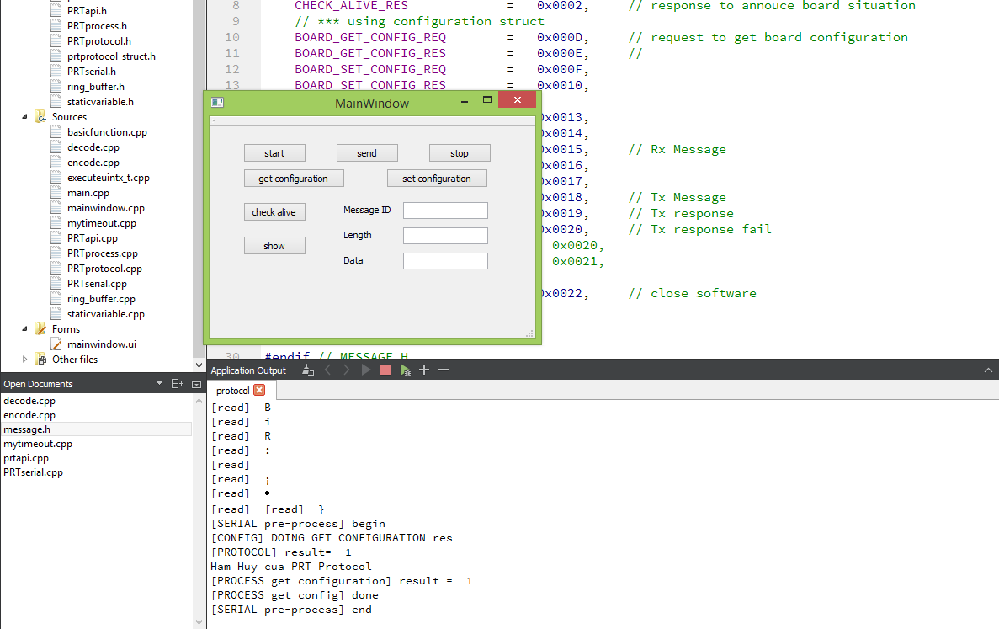 PRTapi.h
PRTprocess.h
PRTprotocol.h
prtprotocol_struct.h
PRTserial.h
ring_buffer.h
staticvariable.h
Sources
basicfunction.cpp
decode.cpp
encode.cpp
executeuintx_t.cpp
main.cpp
mainwindow.cpp
mytimeout.cpp
PRTapi.cpp
PRTprocess.cpp
PRTprotocol.cpp
PRTserial.cpp
ring_buffer.cpp
staticvariable.cpp
Forms
mainwindow.ui
Other files
Open Documents
decode.cpp
encode.cpp
message.h
mytimeout.cpp
prtapi.cpp
PRTserial.cpp
8 CHECK_ALIVE_RES = 0x0002, // response to annouce board situation
9 // *** using configuration struct
10 BOARD_GET_CONFIG_REQ = 0x000D, // request to get board configuration
11 BOARD_GET_CONFIG_RES = 0x000E, //
12 BOARD_SET_CONFIG_REQ = 0x000F,
13 BOARD_SET_CONFIG_RES = 0x0010,
0x0013,
0x0014,
0x0015, // Rx Message
0x0016,
0x0017,
0x0018, // Tx Message
0x0019, // Tx response
0x0020, // Tx response fail
0x0020,
0x0021,
0x0022, // close software
30 #endif // MESSAGE_H
MainWindow
start send stop
get configuration set configuration
check alive Message ID
Length
show
Data
Application Output
protocol
[read] B
[read] i
[read] R
[read] :
[read]
[read] ¡
[read] •
[read] [read] }
[SERIAL pre-process] begin
[CONFIG] DOING GET CONFIGURATION res
[PROTOCOL] result= 1
Ham Huy cua PRT Protocol
[PROCESS get configuration] result = 1
[PROCESS get_config] done
[SERIAL pre-process] end